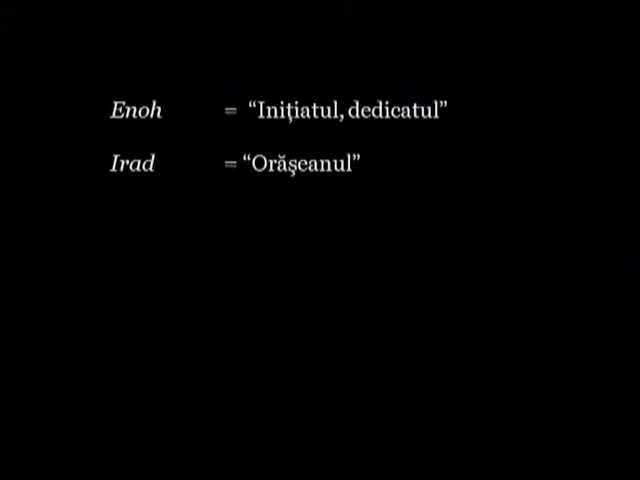 Enoh = “Inițiatul, dedicatul”
Irad = “Orășeanul”